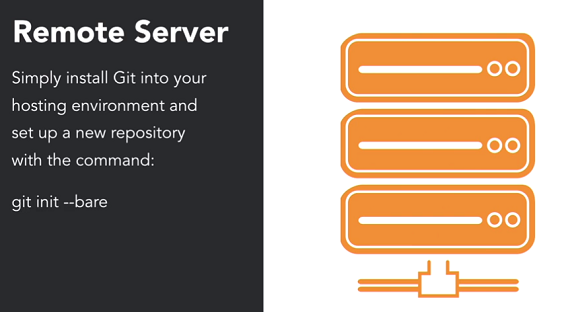 Remote Server
Simply install Git into your
hosting environment and
set up a new repository
with the command:
git init --bare